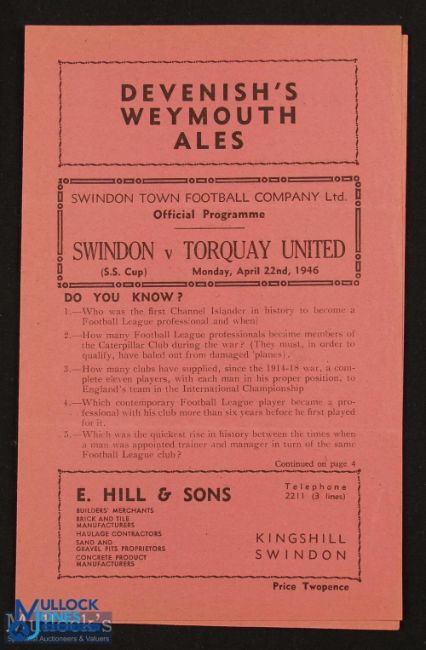 DEVENISH'S
WEYMOUTH
ALES
SWINDON TOWN FOOTBALL COMPANY Ltd.
Official Programme
SWINDON v TORQUAY UNITED
(S.S. Cup) Monday, April 22nd, 1946
DO YOU KNOW?
1.—Who was the first Channel Islander in history to become a
Football League professional and when?
2.—How many Football League professionals became members of
the Caterpillar Club during the war? (They must, in order to
qualify, have baled out from damaged 'planes).
3.—How many clubs have supplied, since the 1914-18 war, a com-
plete eleven players, with each man in his proper position, to
England's team in the International Championship
4.—Which contemporary Football League player became a pro-
fessional with his club more than six years before he first played
for it.
5.—Which was the quickest rise in history between the times when
a man was appointed trainer and manager in turn of the same
Football League club?
Continued on page 4
E. HILL & SONS
Telephone
2211 (3 lines)
BUILDERS' MERCHANTS
BRICK AND TILE
MANUFACTURERS
HAULAGE CONTRACTORS
SAND AND
GRAVEL PITS PROPRIETORS
CONCRETE PRODUCT
MANUFACTURERS
KINGSHILL
SWINDON
Price Twopence
MULLOCK
JONES
Auctioneers & Valuers